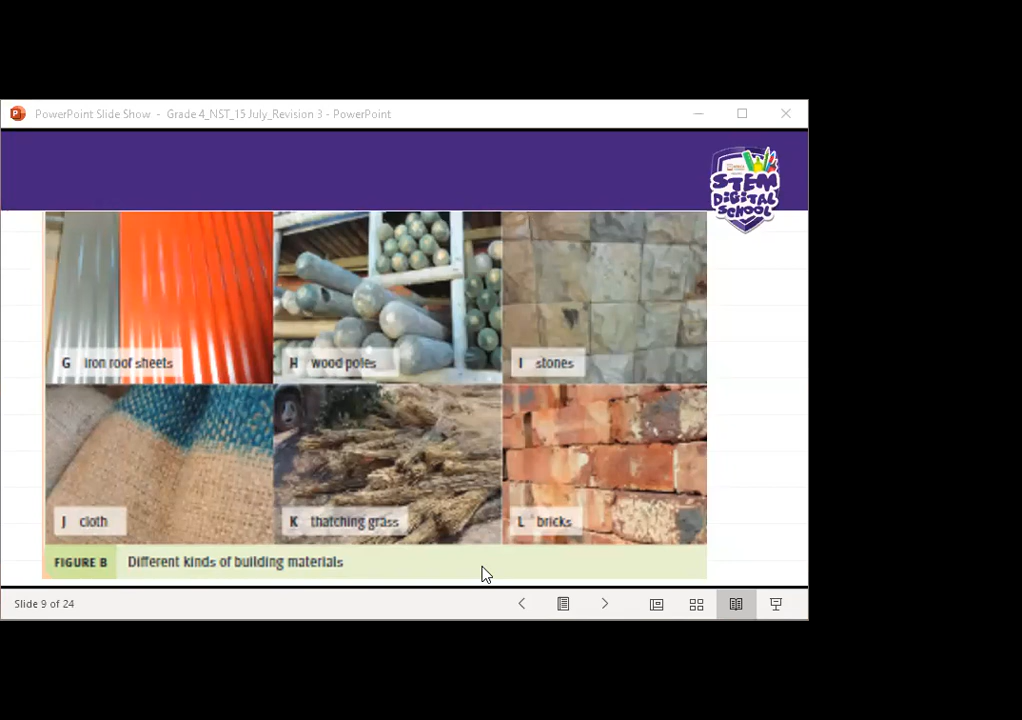 PowerPoint Slide Show - Grade 4_NST_15 July_Revision 3 - PowerPoint
STEM
DIGITAL
SCHOOL
G iron roof sheets
H wood poles
I stones
J cloth
K thatching grass
L bricks
FIGURE B Different kinds of building materials
Slide 9 of 24